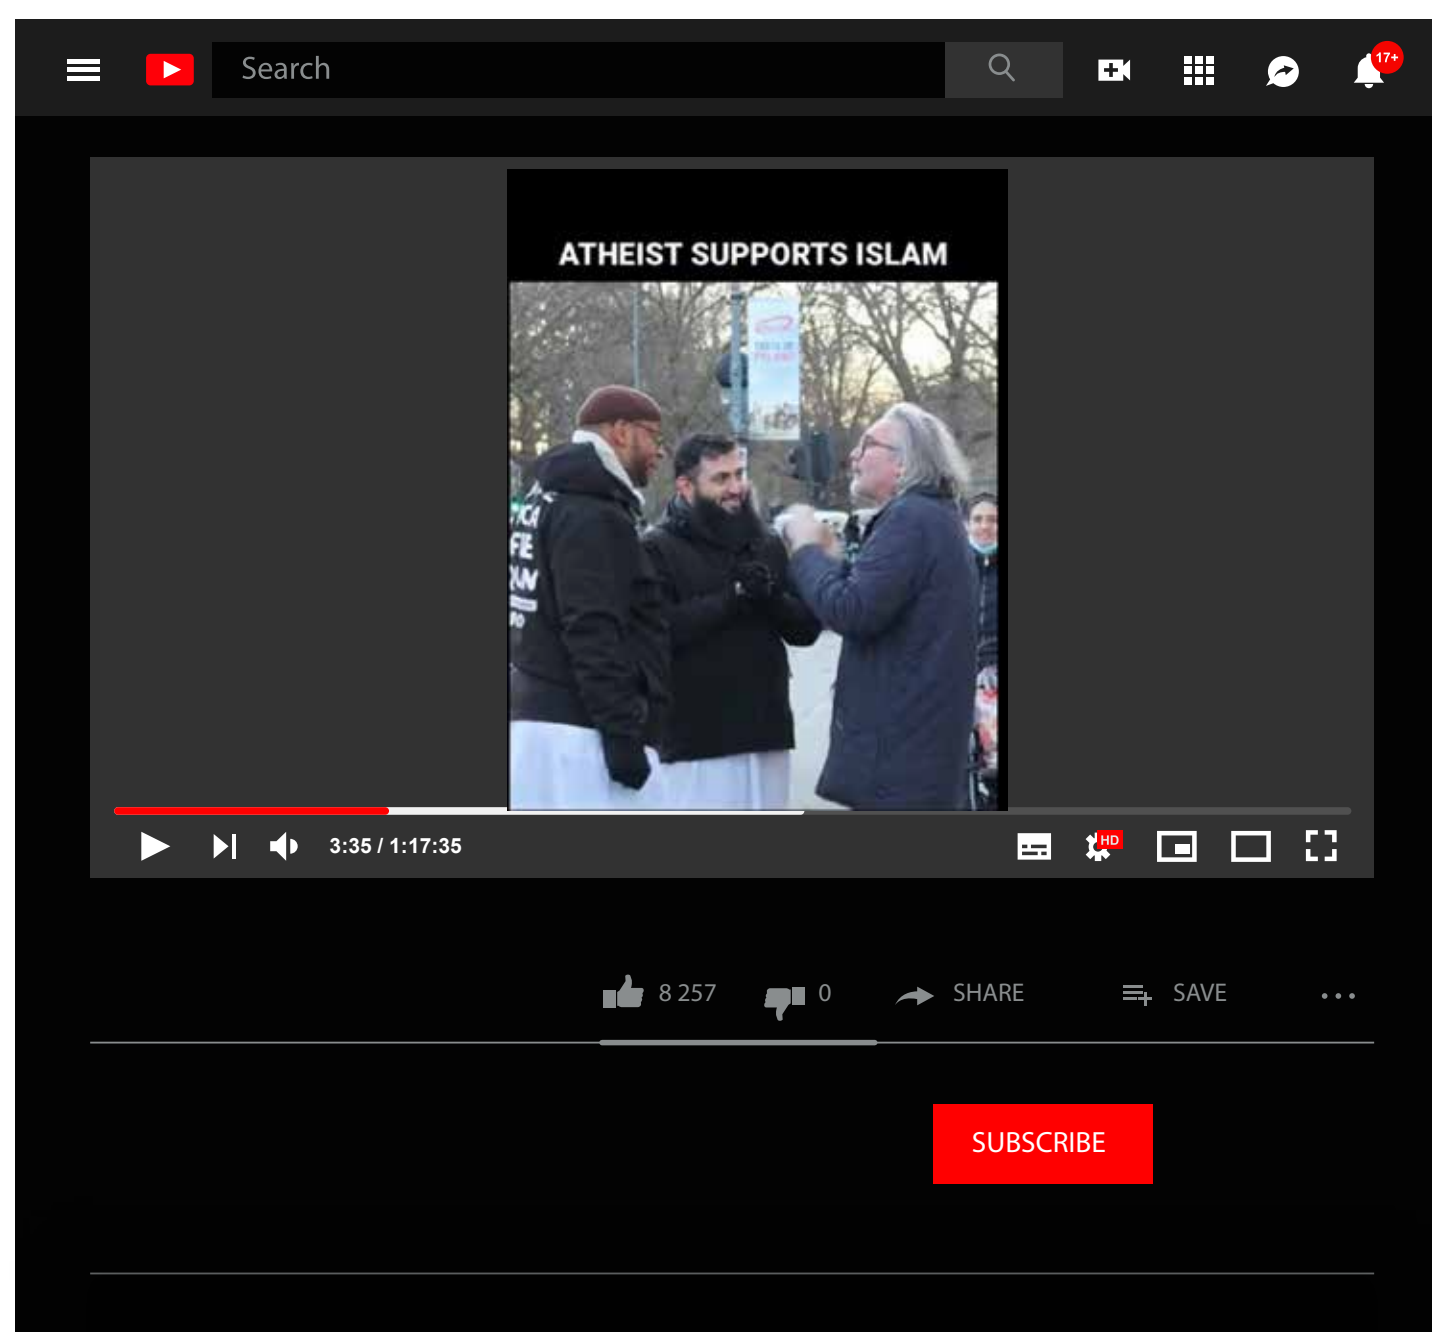 Search
17+
ATHEIST SUPPORTS ISLAM
3:35 / 1:17:35
HD
8 257
0
SHARE
SAVE
SUBSCRIBE